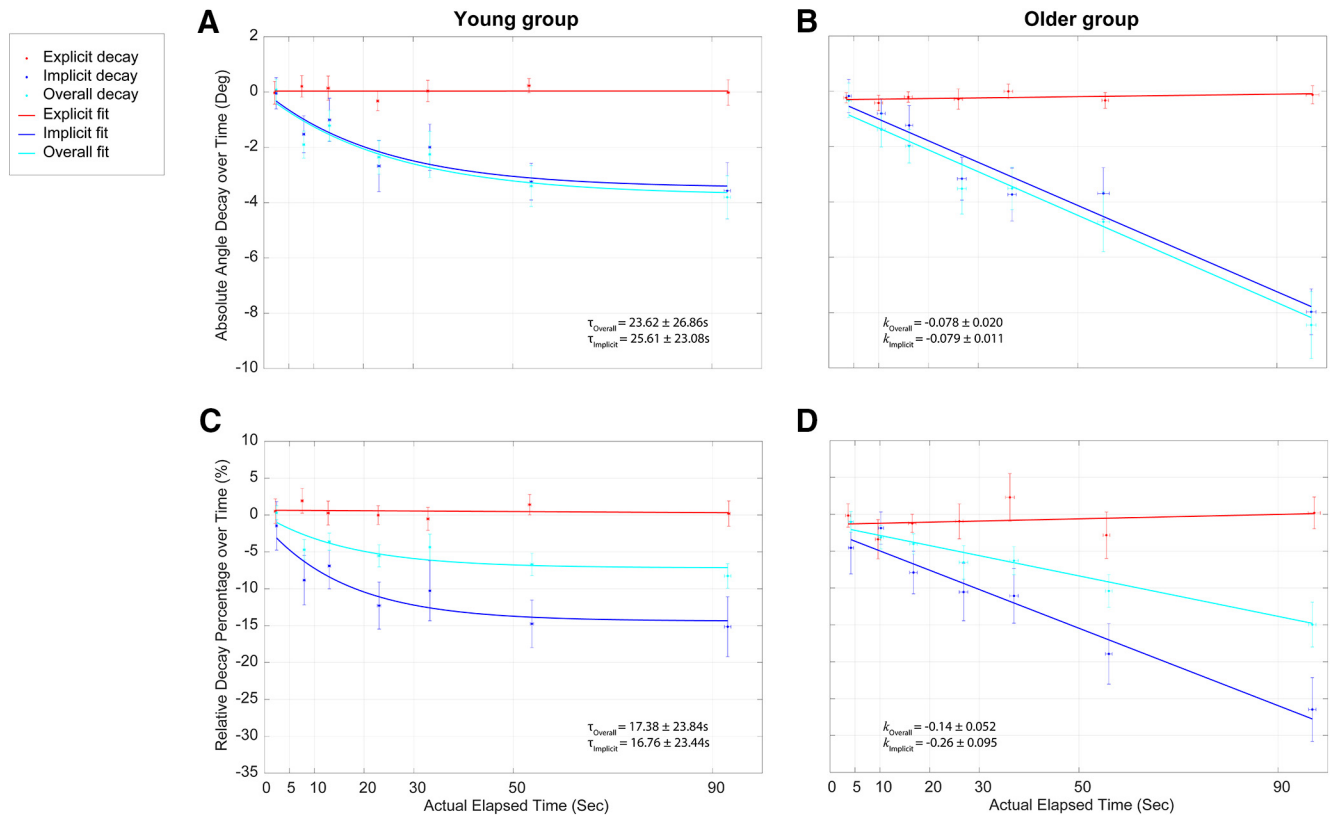 A
Young group
B
Older group
Explicit decay
Implicit decay
Overall decay
Explicit fit
Implicit fit
Overall fit
Absolute Angle Decay over Time (Deg)
2
0
-2
-4
-6
-8
-10
τOverall = 23.62 ± 26.86s
τImplicit = 25.61 ± 23.08s
kOverall = -0.078 ± 0.020
kImplicit = -0.079 ± 0.011
0 5 10 20 30 50 90
0 5 10 20 30 50 90
C
D
Relative Decay Percentage over Time (%)
10
5
0
-5
-10
-15
-20
-25
-30
-35
τOverall = 17.38 ± 23.84s
τImplicit = 16.76 ± 23.44s
kOverall = -0.14 ± 0.052
kImplicit = -0.26 ± 0.095
0 5 10 20 30 50 90
0 5 10 20 30 50 90
Actual Elapsed Time (Sec)
Actual Elapsed Time (Sec)